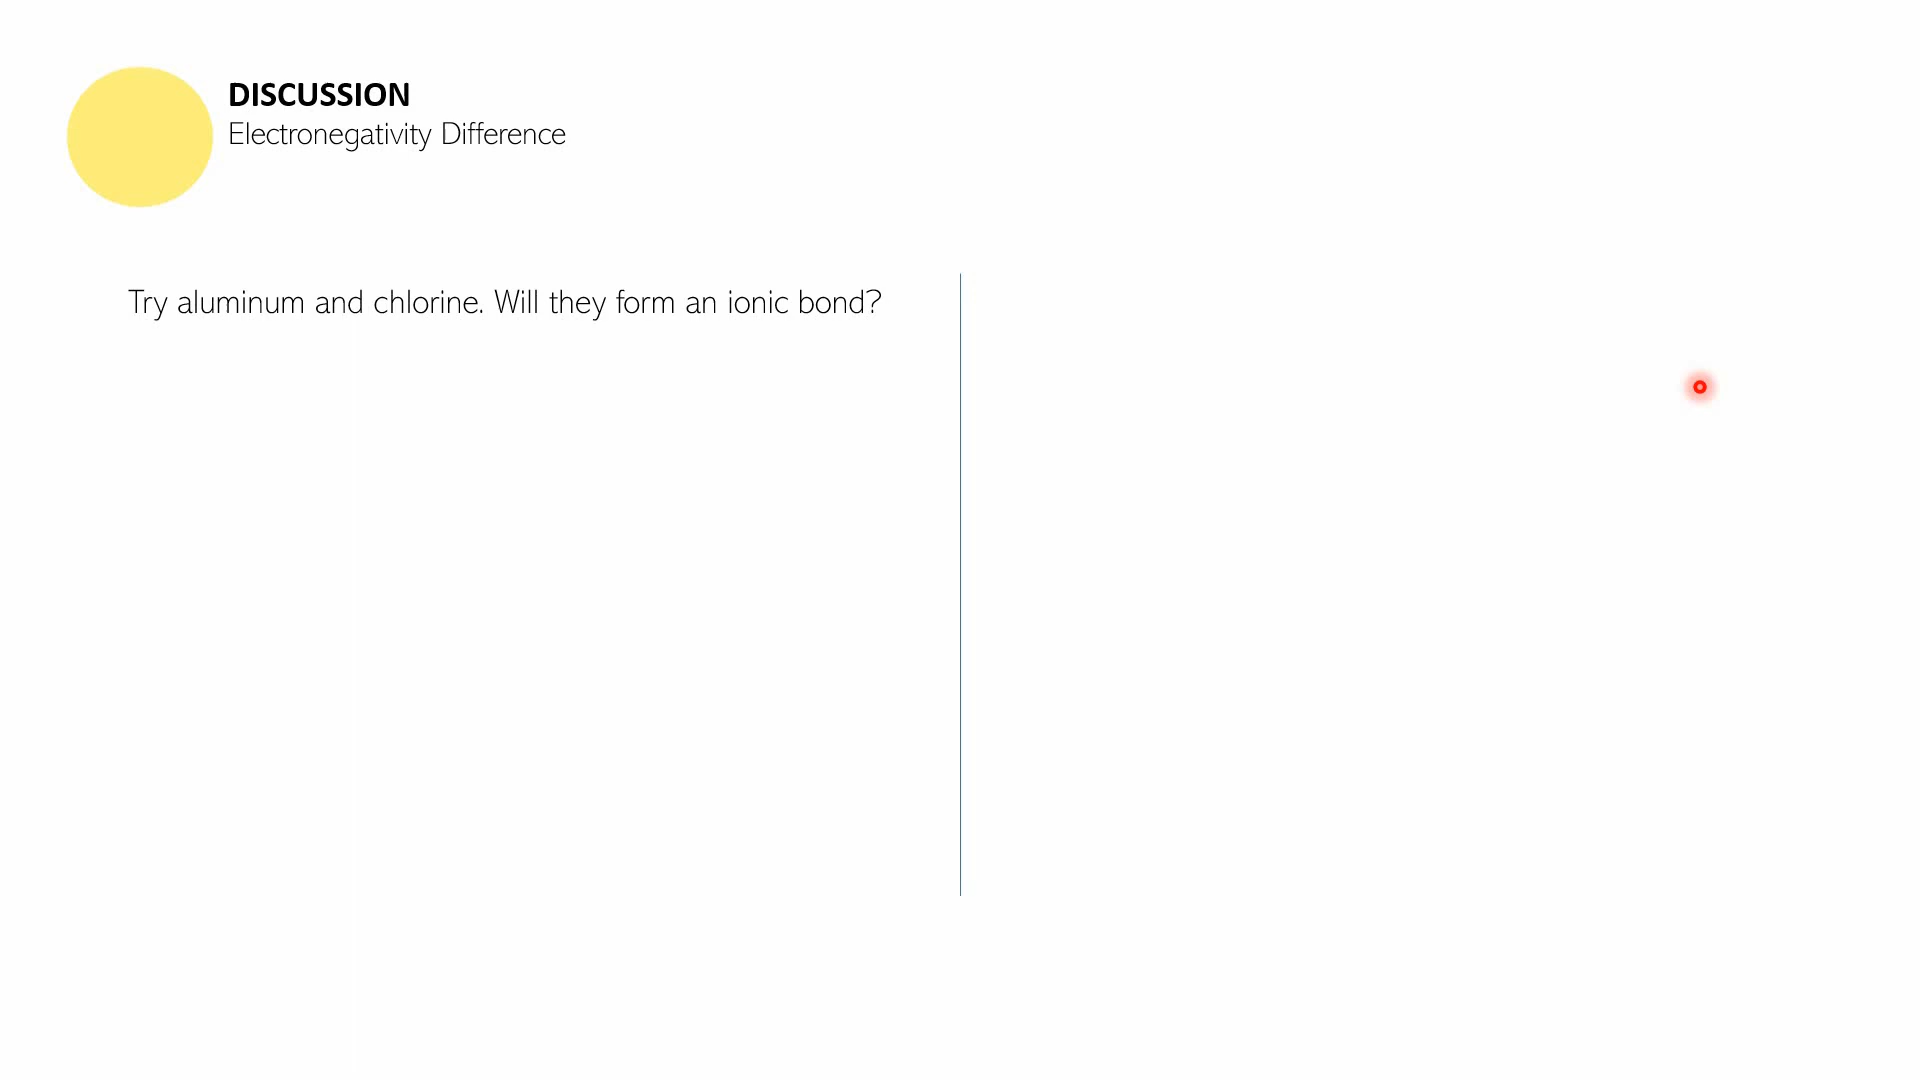 DISCUSSION
Electronegativity Difference
Try aluminum and chlorine. Will they form an ionic bond?